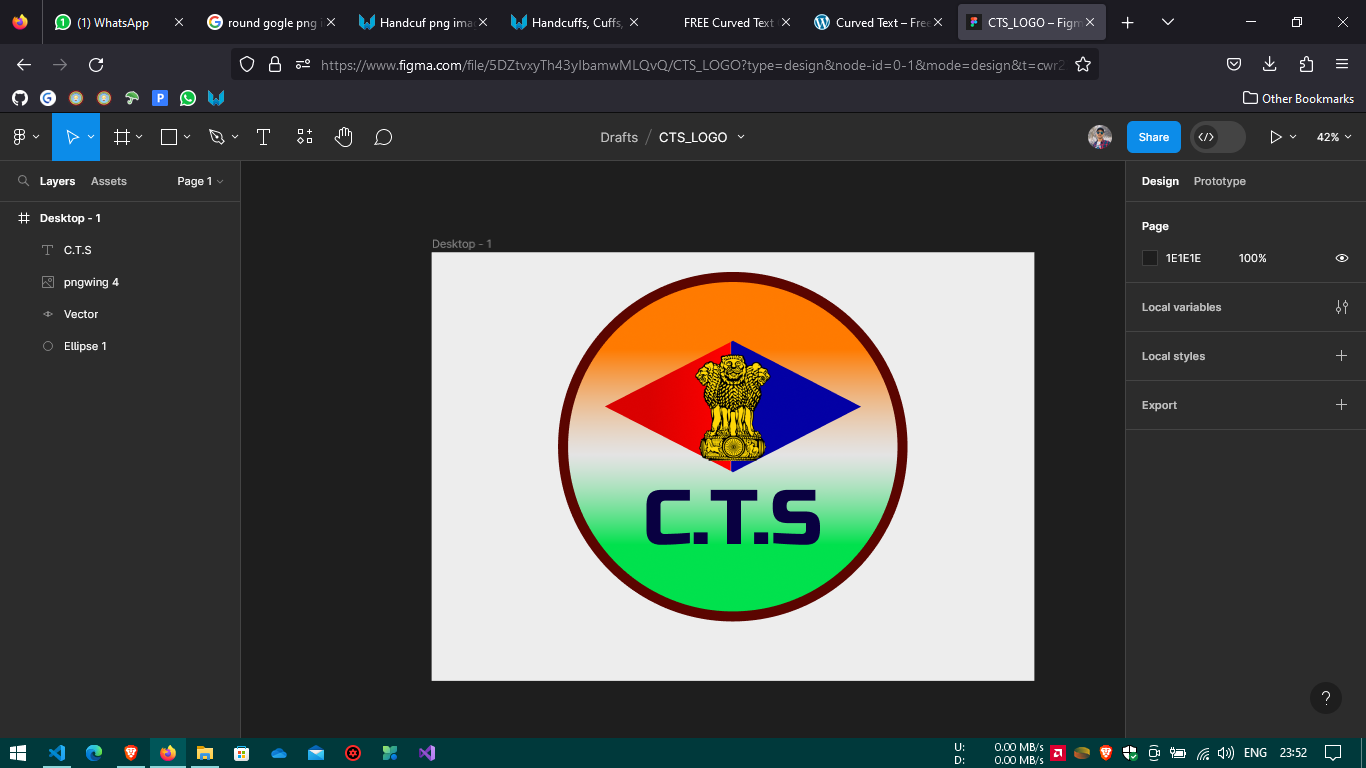 (1) WhatsApp
round gogle png i
Handcuf png ima
Handcuffs, Cuffs,
FREE Curved Text
Curved Text – Free
CTS_LOGO – Figm
https://www.figma.com/file/5DZtvxyTh43yIbamwMLQvQ/CTS_LOGO?type=design&node-id=0-1&mode=design&t=cwr2
Other Bookmarks
Drafts / CTS_LOGO
Share
42%
Layers
Assets
Page 1
Design
Prototype
Desktop - 1
C.T.S
pngwing 4
Vector
Ellipse 1
Desktop - 1
C.T.S
Page
1E1E1E
100%
Local variables
Local styles
Export
?
U: 0.00 MB/s
D: 0.00 MB/s
ENG
23:52